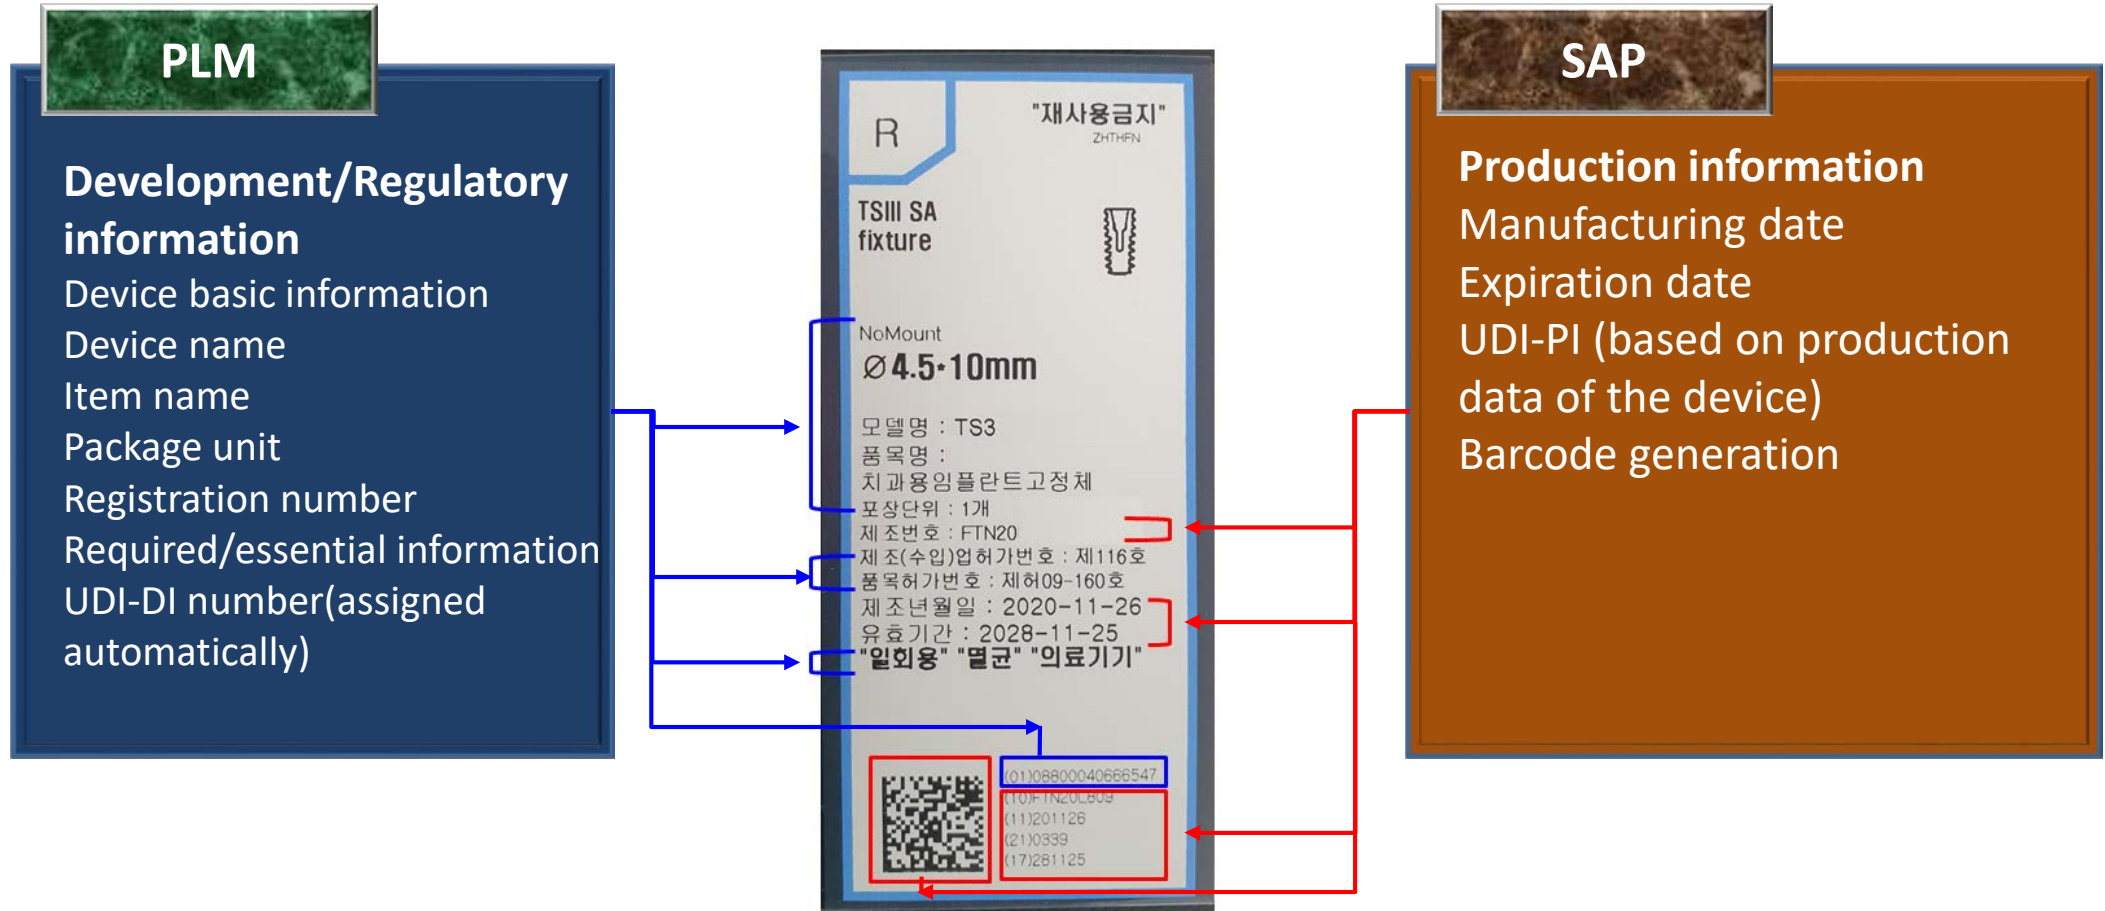 PLM
Development/Regulatory
information
Device basic information
Device name
Item name
Package unit
Registration number
Required/essential information
UDI-DI number(assigned
automatically)
R
"재사용금지"
ZHTHFN
TSIII SA
fixture
NoMount
Ø4.5*10mm
모델명 : TS3
품목명 :
치과용임플란트고정체
포장단위 : 1개
제조번호 : FTN20
제조(수입)업허가번호 : 제116호
품목허가번호 : 제허09-160호
제조년월일 : 2020-11-26
유효기간 : 2028-11-25
"일회용" "멸균" "의료기기"
(01)08800040666547
(10)FTN20L809
(11)201126
(21)0339
(17)281125
SAP
Production information
Manufacturing date
Expiration date
UDI-PI (based on production
data of the device)
Barcode generation